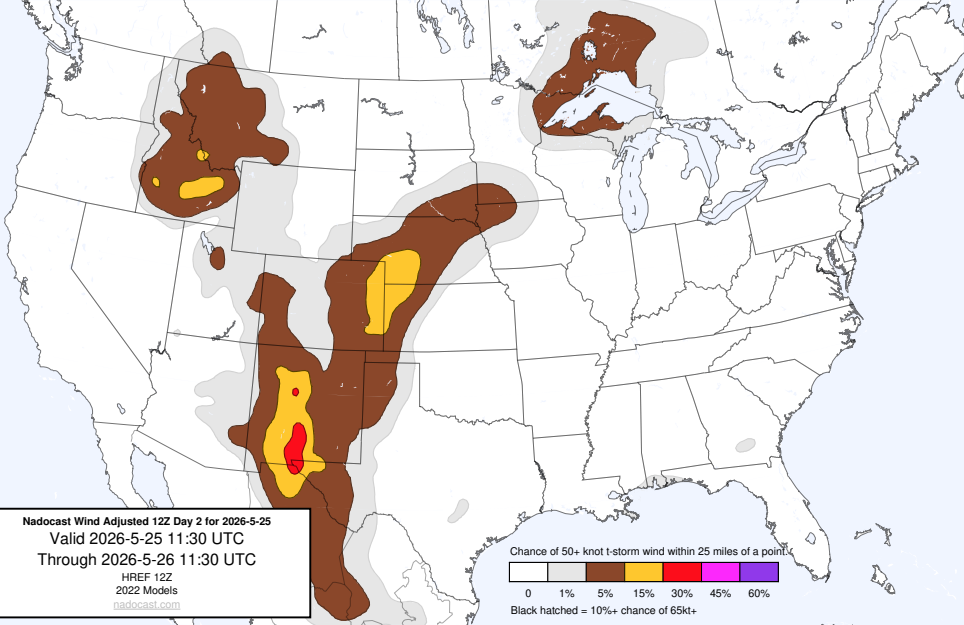 Nadocast Wind Adjusted 12Z Day 2 for 2026-5-25
Valid 2026-5-25 11:30 UTC
Through 2026-5-26 11:30 UTC
HREF 12Z
2022 Models
nadocast.com
Chance of 50+ knot t-storm wind within 25 miles of a point.
0 1% 5% 15% 30% 45% 60%
Black hatched = 10%+ chance of 65kt+